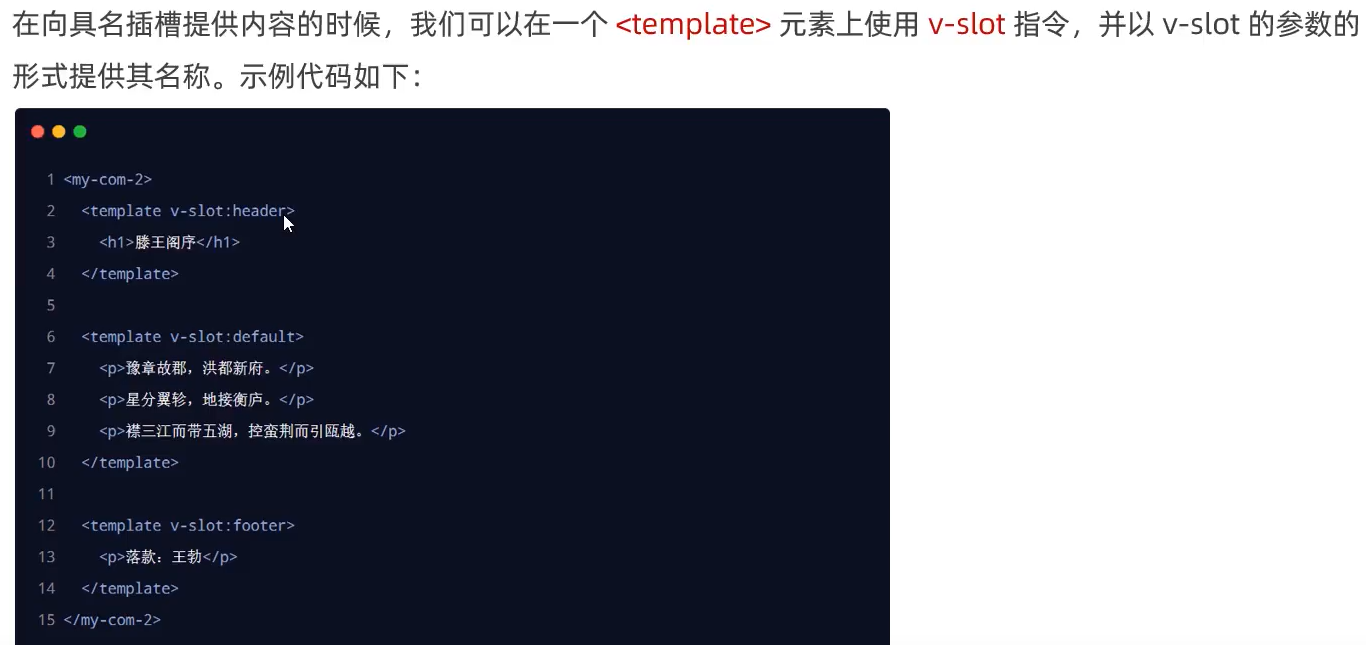 在向具名插槽提供内容的时候，我们可以在一个 <template> 元素上使用 v-slot 指令，并以 v-slot 的参数的
形式提供其名称。示例代码如下：
1 <my-com-2>
2   <template v-slot:header>
3     <h1>滕王阁序</h1>
4   </template>
5
6   <template v-slot:default>
7     <p>豫章故郡，洪都新府。</p>
8     <p>星分翼轸，地接衡庐。</p>
9     <p>襟三江而带五湖，控蛮荆而引瓯越。</p>
10   </template>
11
12   <template v-slot:footer>
13     <p>落款：王勃</p>
14   </template>
15 </my-com-2>